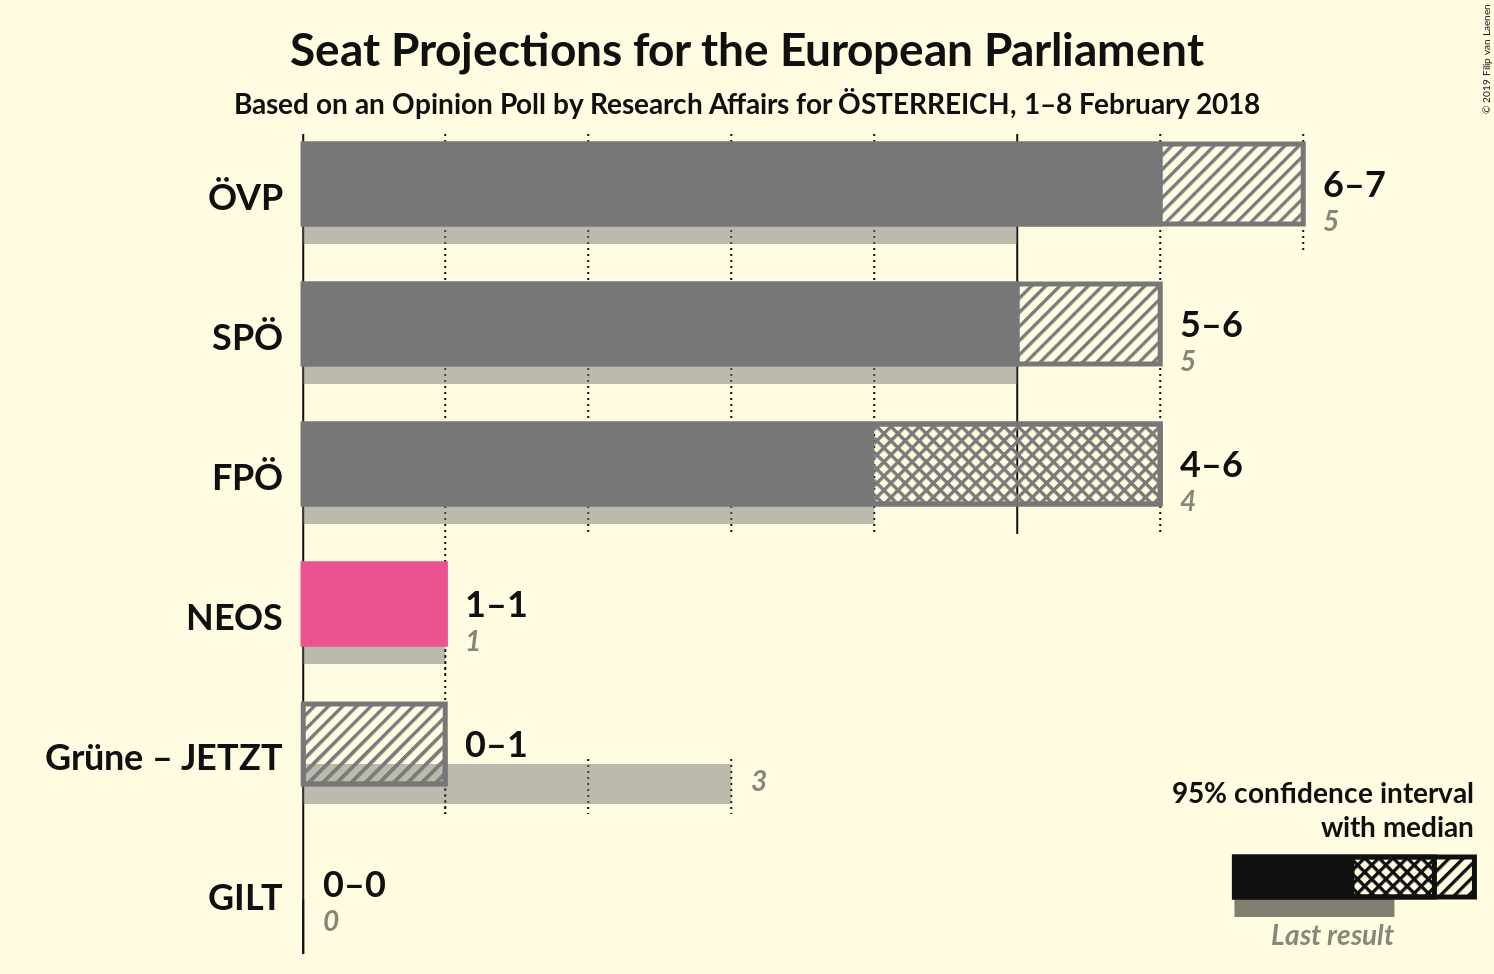 Seat Projections for the European Parliament
Based on an Opinion Poll by Research Affairs for ÖSTERREICH, 1–8 February 2018
© 2019 Filip van Laenen
ÖVP
6–7
5
SPÖ
5–6
5
FPÖ
4–6
4
NEOS
1–1
1
Grüne – JETZT
0–1
3
GILT
0–0
0
95% confidence interval
with median
Last result